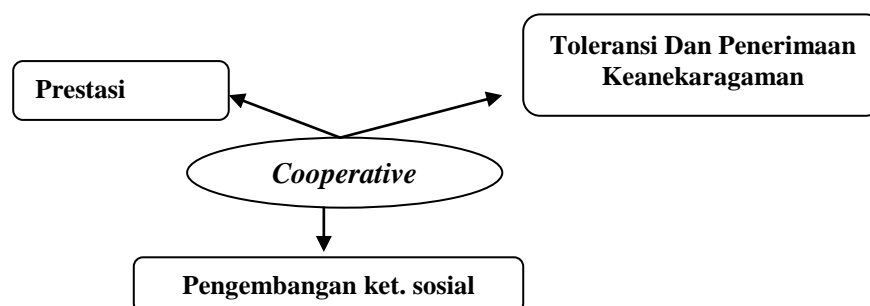 Toleransi Dan Penerimaan
Keanekaragaman
Prestasi
Cooperative
Pengembangan ket. sosial